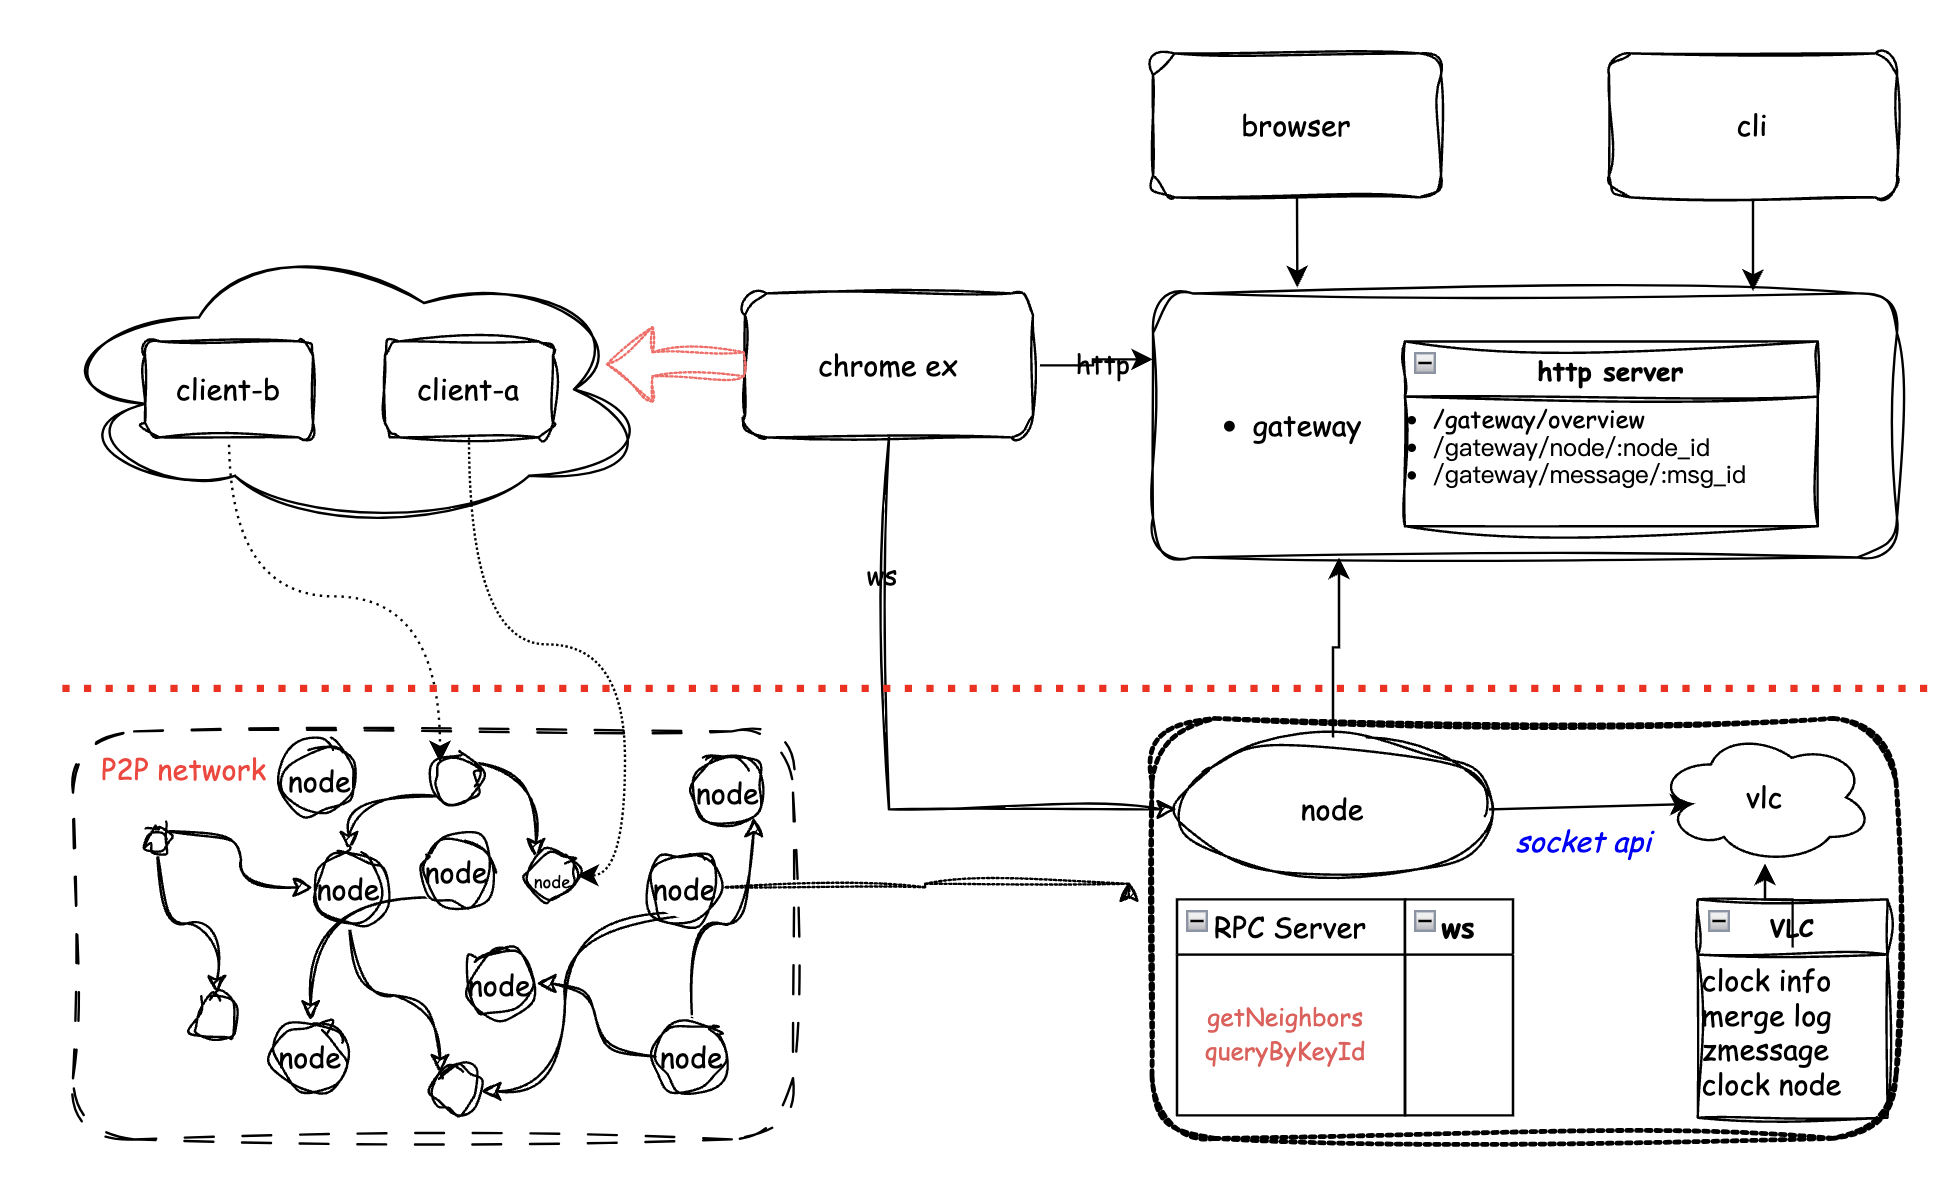 browser
cli
client-b
client-a
chrome ex
http
• gateway
http server
• /gateway/overview
• /gateway/node/:node_id
• /gateway/message/:msg_id
ws
P2P network
node
node
node
node
node
node
node
node
node
node
socket api
vlc
RPC Server
ws
getNeighbors
queryByKeyId
VLC
clock info
merge log
zmessage
clock node